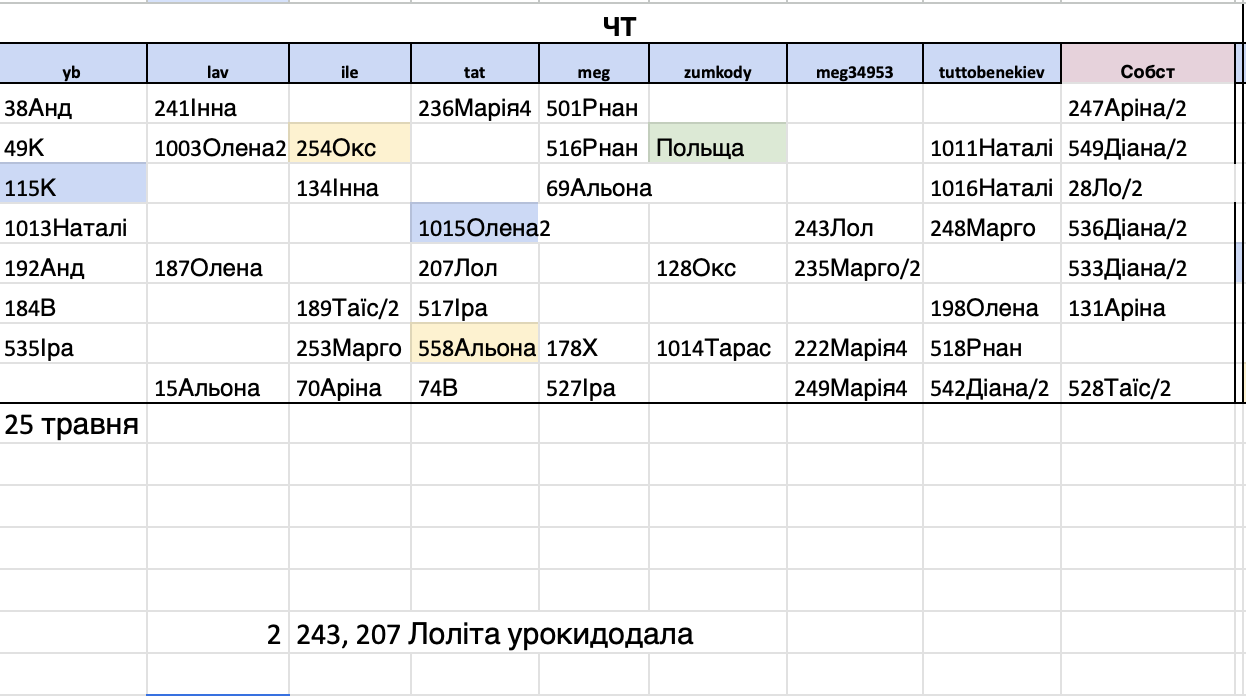 ЧТ
yb lav ile tat meg zumkody meg34953 tuttobenekiev Собст
38Анд 241Інна 236Марія4 501Рнан 247Аріна/2
49К 1003Олена2 254Окс 516Рнан Польща 1011Наталі 549Діана/2
115К 134Інна 69Альона 1016Наталі 28Ло/2
1013Наталі 1015Олена2 243Лол 248Марго 536Діана/2
192Анд 187Олена 207Лол 128Окс 235Марго/2 533Діана/2
184В 189Таїс/2 517Іра 198Олена 131Аріна
535Іра 253Марго 558Альона 178Х 1014Тарас 222Марія4 518Рнан
15Альона 70Аріна 74В 527Іра 249Марія4 542Діана/2 528Таїс/2
25 травня
2 243, 207 Лоліта урокидодала